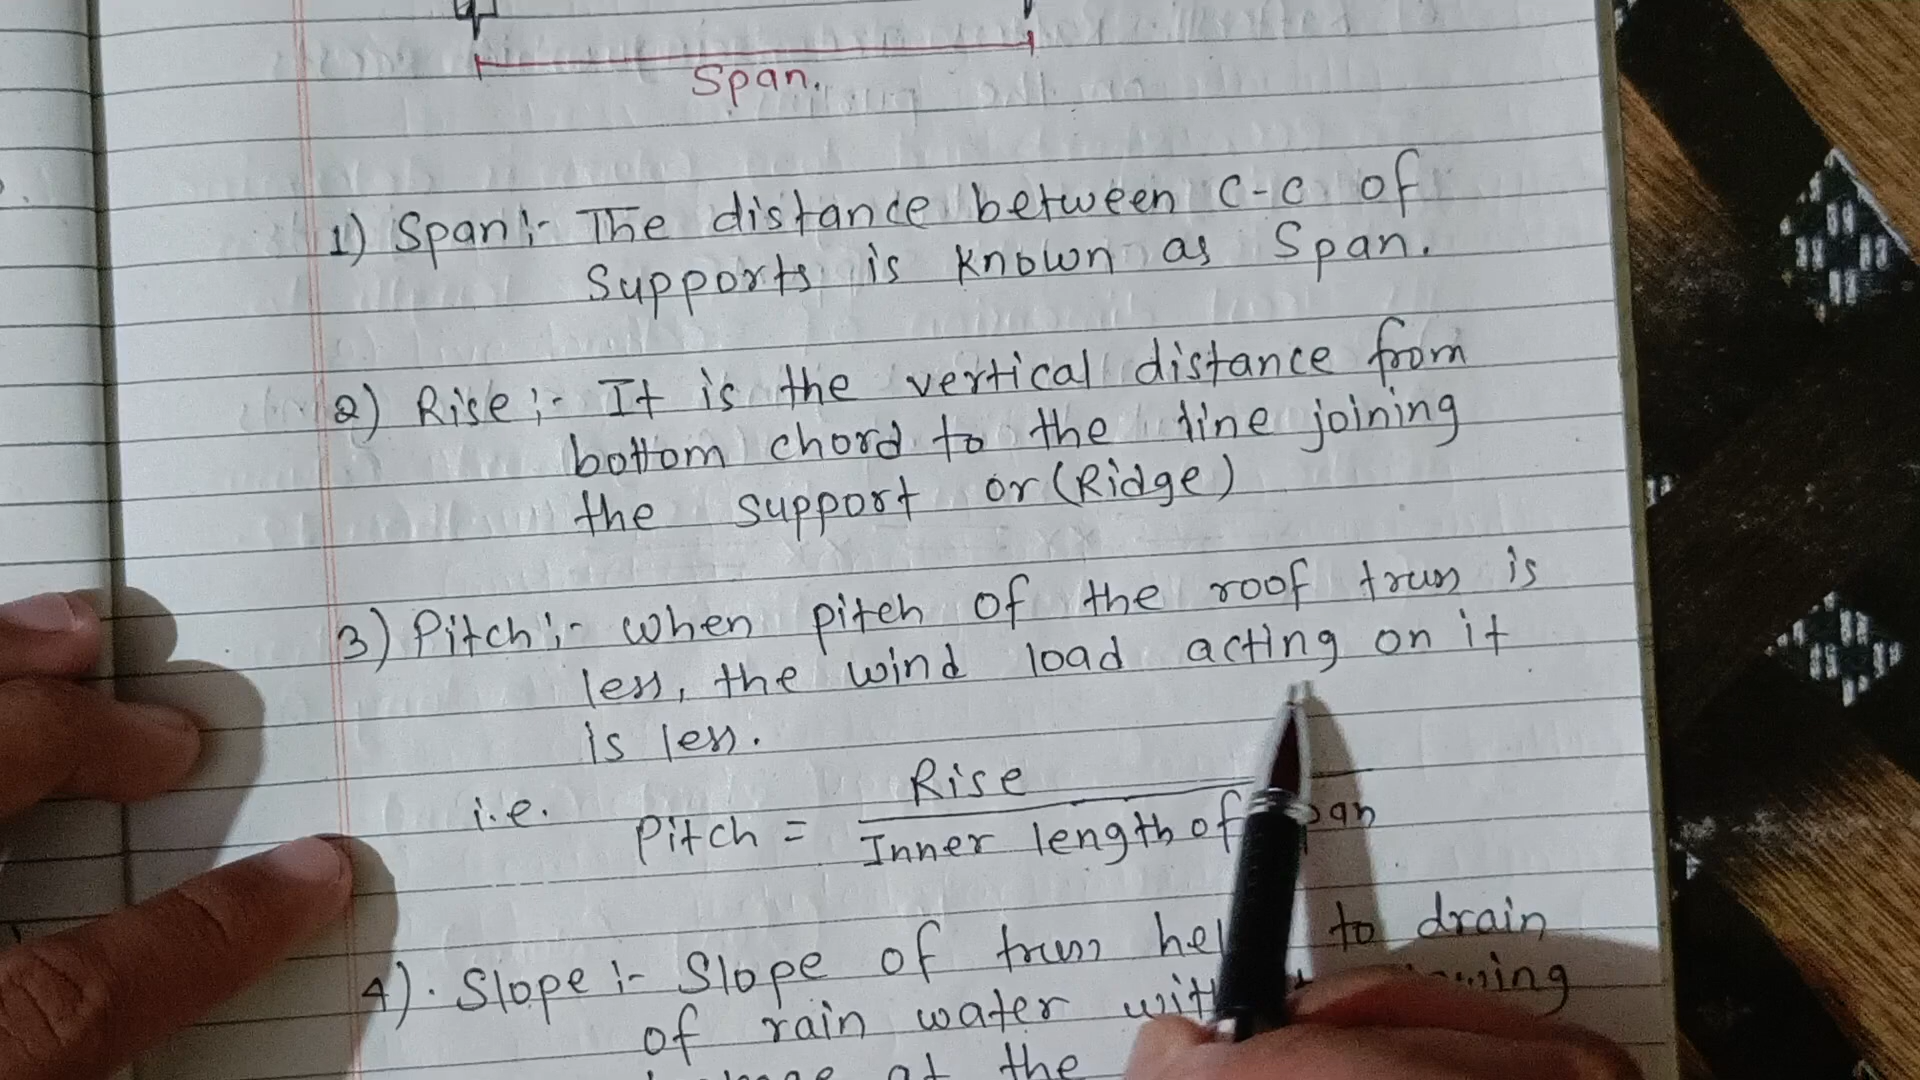 Span.
1) Span :- The distance between C-C of
Supports is known as Span.
2) Rise :- It is the vertical distance from
bottom chord to the line joining
the support or (Ridge)
3) Pitch :- When pitch of the roof truss is
less, the wind load acting on it
is less.
i.e. Pitch = Rise
Inner length of
4). Slope :- Slope of truss to drain
of rain water
at the